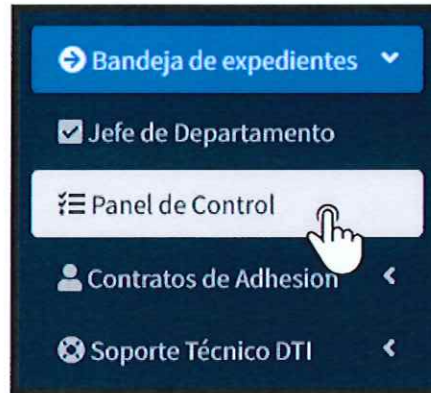 Bandeja de expedientes
Jefe de Departamento
Panel de Control
Contratos de Adhesion
Soporte Técnico DTI